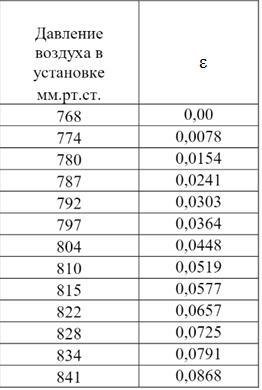 Давление
воздуха в
установке
мм.рт.ст.
ε
768 0,00
774 0,0078
780 0,0154
787 0,0241
792 0,0303
797 0,0364
804 0,0448
810 0,0519
815 0,0577
822 0,0657
828 0,0725
834 0,0791
841 0,0868